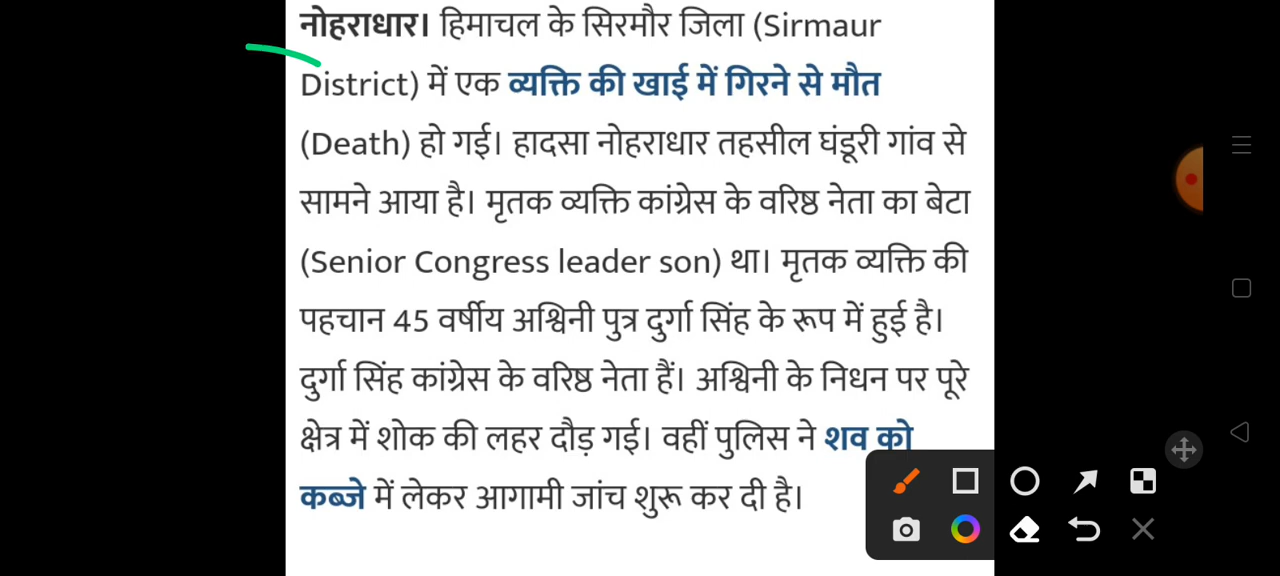 नोहराधार। हिमाचल के सिरमौर जिला (Sirmaur
District) में एक व्यक्ति की खाई में गिरने से मौत
(Death) हो गई। हादसा नोहराधार तहसील घंडूरी गांव से
सामने आया है। मृतक व्यक्ति कांग्रेस के वरिष्ठ नेता का बेटा
(Senior Congress leader son) था। मृतक व्यक्ति की
पहचान 45 वर्षीय अश्विनी पुत्र दुर्गा सिंह के रूप में हुई है।
दुर्गा सिंह कांग्रेस के वरिष्ठ नेता हैं। अश्विनी के निधन पर पूरे
क्षेत्र में शोक की लहर दौड़ गई। वहीं पुलिस ने शव को
कब्जे में लेकर आगामी जांच शुरू कर दी है।